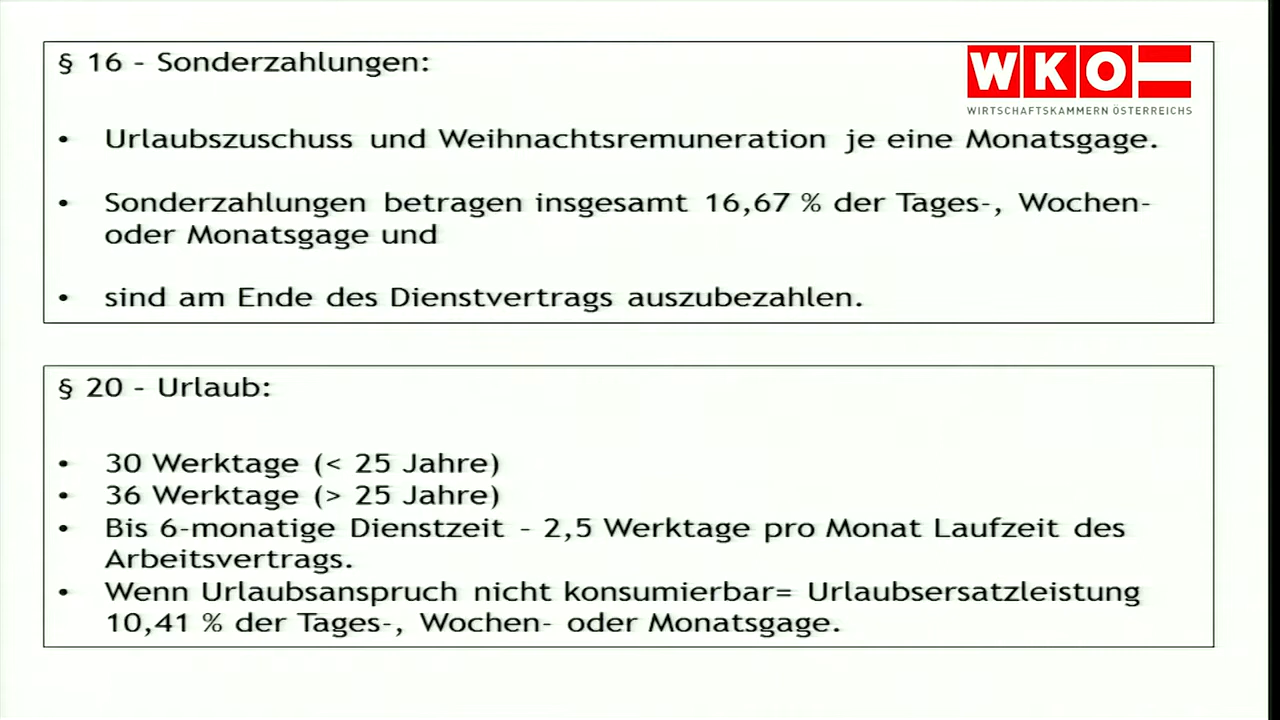 § 16 - Sonderzahlungen:
WKO
WIRTSCHAFTSKAMMERN ÖSTERREICHS
• Urlaubszuschuss und Weihnachtsremuneration je eine Monatsgage.
• Sonderzahlungen betragen insgesamt 16,67 % der Tages-, Wochen-
oder Monatsgage und
• sind am Ende des Dienstvertrags auszubezahlen.
§ 20 - Urlaub:
• 30 Werktage (< 25 Jahre)
• 36 Werktage (> 25 Jahre)
• Bis 6-monatige Dienstzeit - 2,5 Werktage pro Monat Laufzeit des
Arbeitsvertrags.
• Wenn Urlaubsanspruch nicht konsumierbar= Urlaubsersatzleistung
10,41 % der Tages-, Wochen- oder Monatsgage.